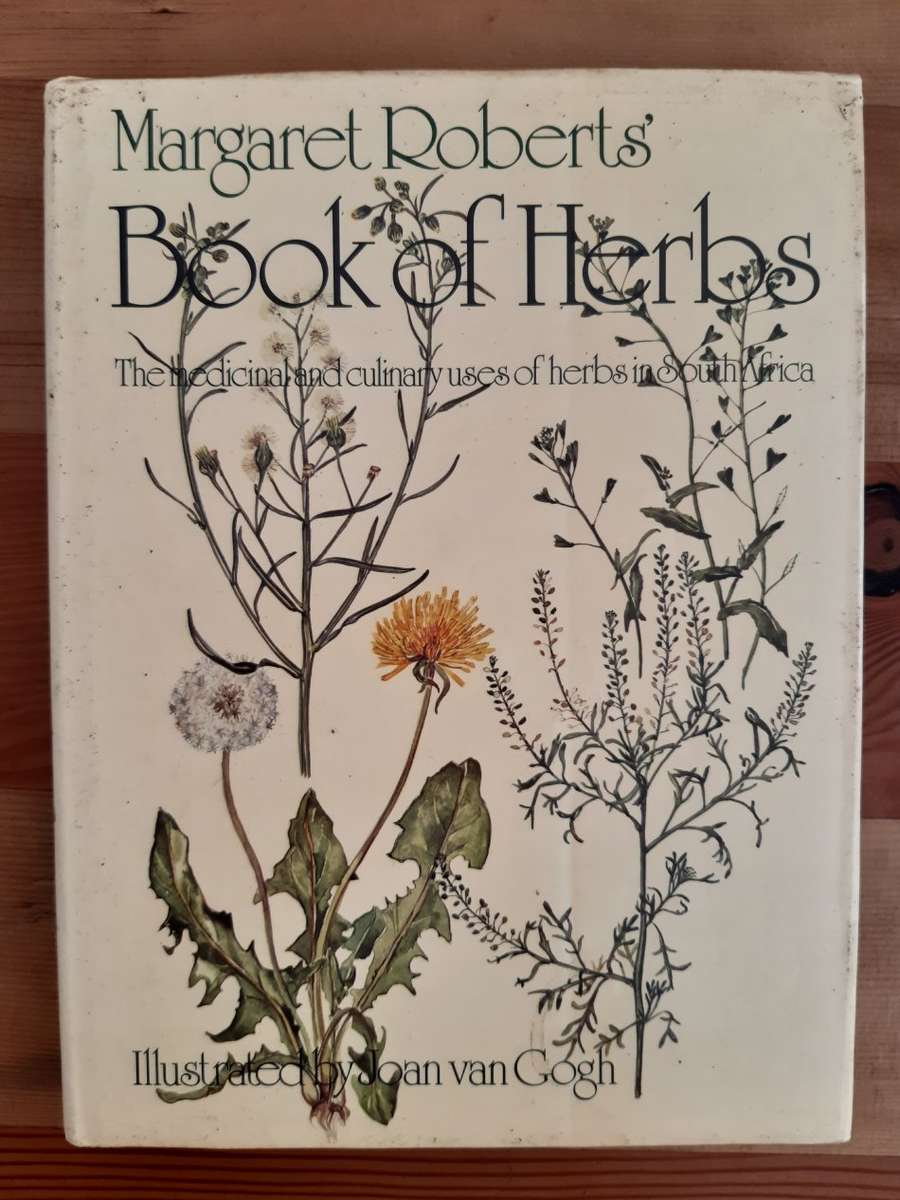 Margaret Roberts'
Book of Herbs
The medicinal and culinary uses of herbs in South Africa
Illustrated by Joan van Gogh